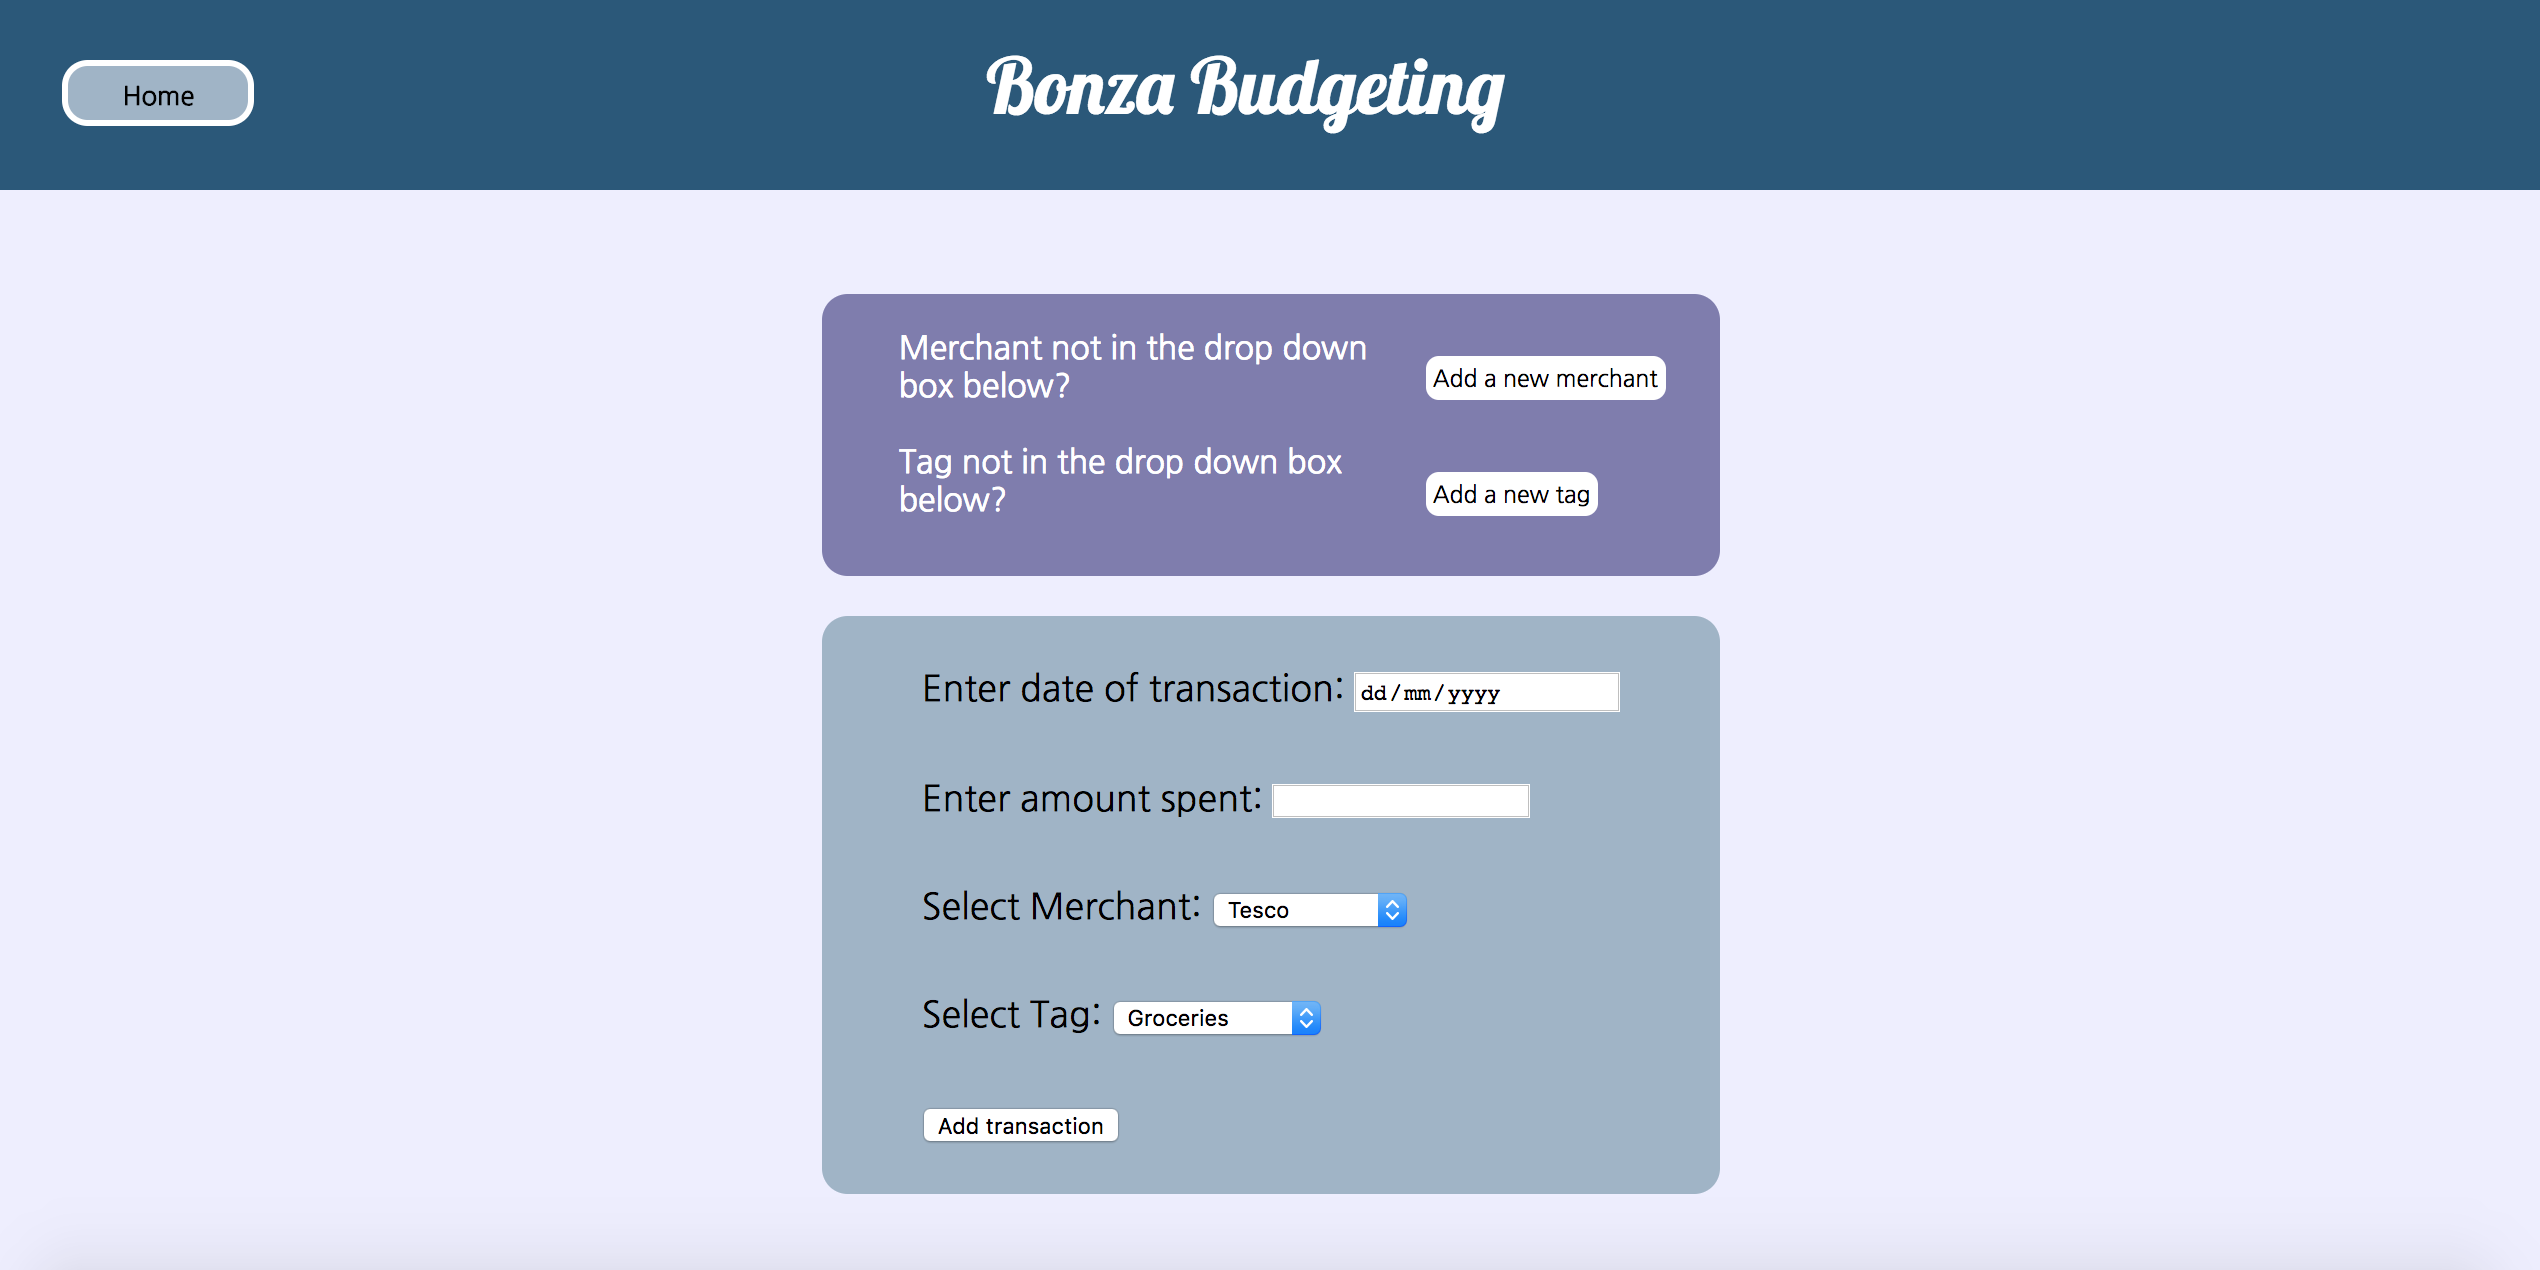 Home
Bonza Budgeting
Merchant not in the drop down
box below?
Add a new merchant
Tag not in the drop down box
below?
Add a new tag
Enter date of transaction: dd/mm/yyyy
Enter amount spent:
Select Merchant: Tesco
Select Tag: Groceries
Add transaction